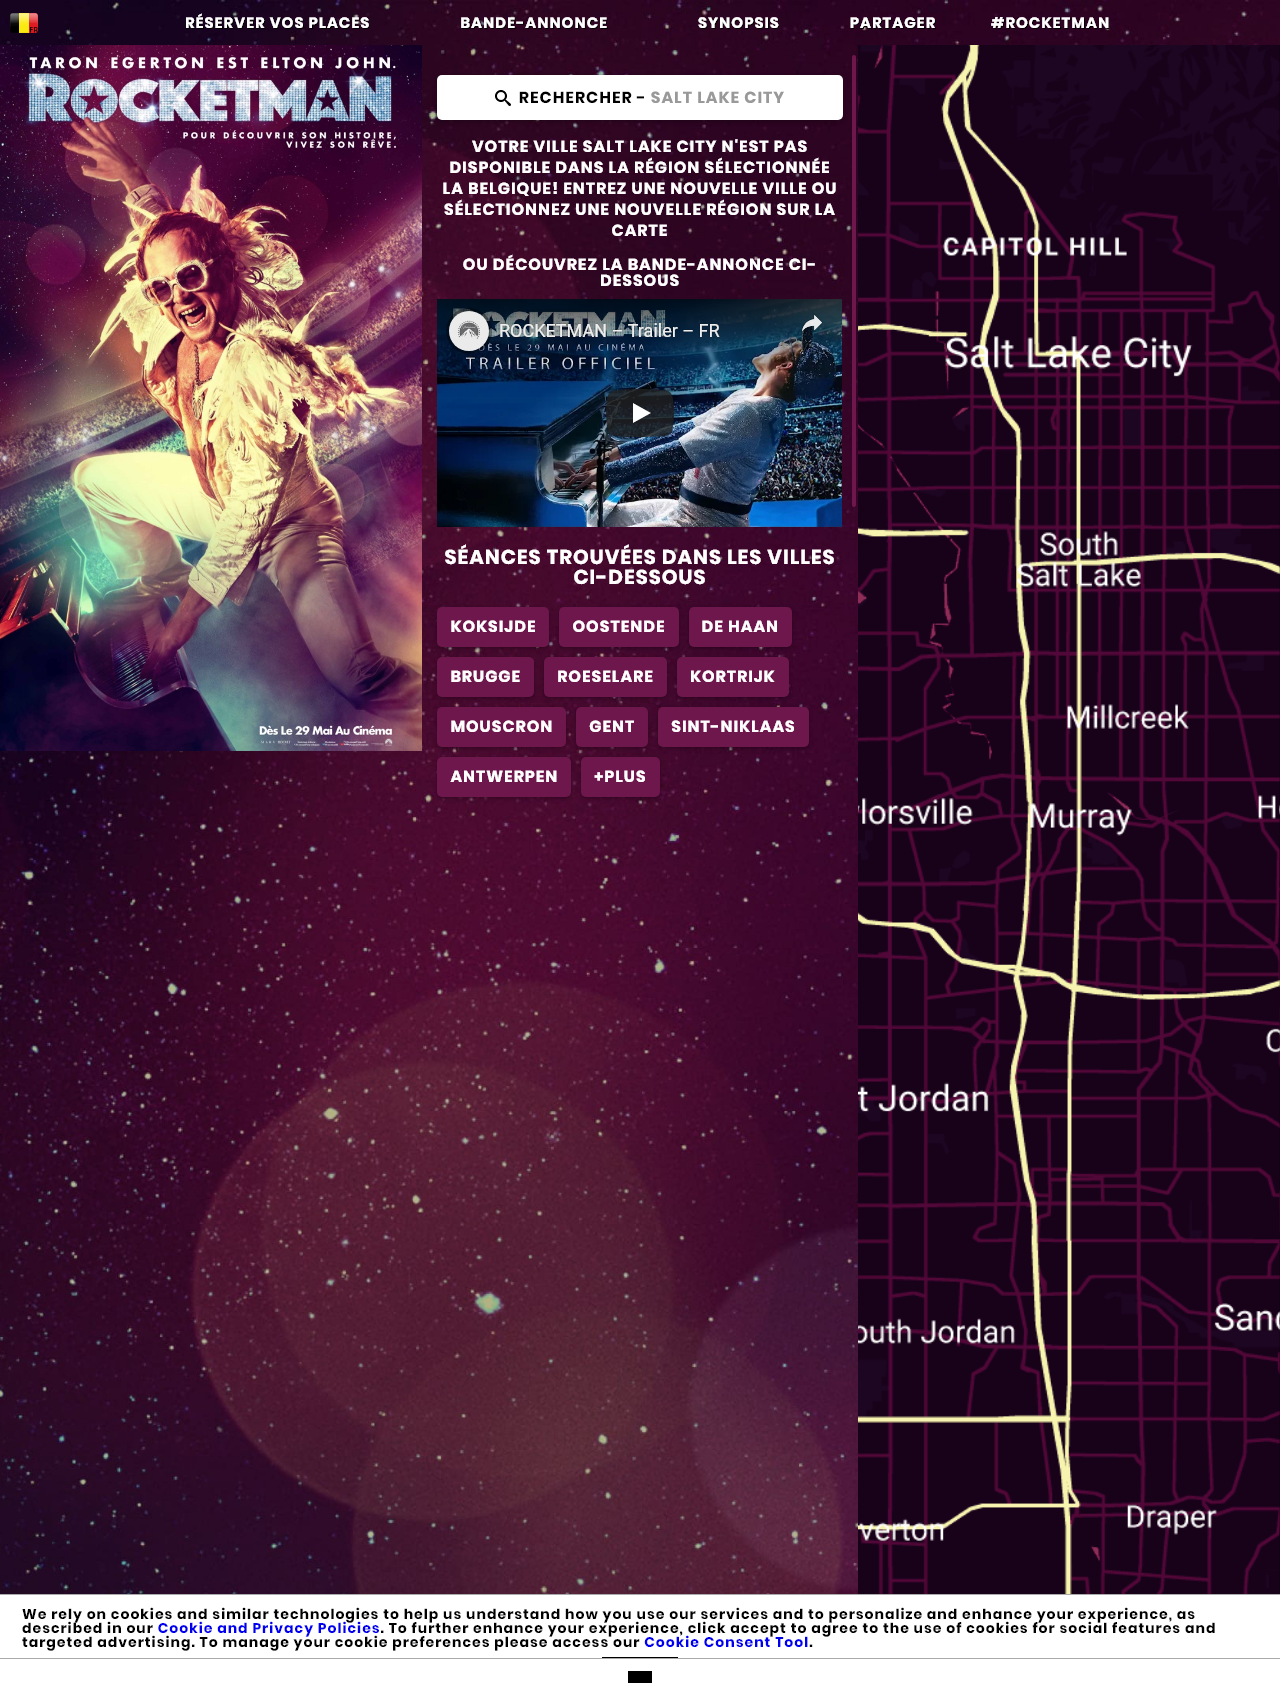 RÉSERVER VOS PLACES BANDE-ANNONCE SYNOPSIS PARTAGER #ROCKETMAN
TARON EGERTON EST ELTON JOHN.
ROCKETMAN
POUR DÉCOUVRIR SON HISTOIRE,
VIVEZ SON RÊVE.
Dès Le 29 Mai Au Cinéma
RECHERCHER - SALT LAKE CITY
VOTRE VILLE SALT LAKE CITY N'EST PAS
DISPONIBLE DANS LA RÉGION SÉLECTIONNÉE
LA BELGIQUE! ENTREZ UNE NOUVELLE VILLE OU
SÉLECTIONNEZ UNE NOUVELLE RÉGION SUR LA
CARTE
OU DÉCOUVREZ LA BANDE-ANNONCE CI-
DESSOUS
ROCKETMAN
ROCKETMAN – Trailer – FR
DÈS LE 29 MAI AU CINÉMA
TRAILER OFFICIEL
SÉANCES TROUVÉES DANS LES VILLES
CI-DESSOUS
KOKSIJDE OOSTENDE DE HAAN
BRUGGE ROESELARE KORTRIJK
MOUSCRON GENT SINT-NIKLAAS
ANTWERPEN +PLUS
CAPITOL HILL
Salt Lake City
South
Salt Lake
Millcreek
lorsville Murray
t Jordan
outh Jordan
verton Draper
We rely on cookies and similar technologies to help us understand how you use our services and to personalize and enhance your experience, as
described in our Cookie and Privacy Policies. To further enhance your experience, click accept to agree to the use of cookies for social features and
targeted advertising. To manage your cookie preferences please access our Cookie Consent Tool.